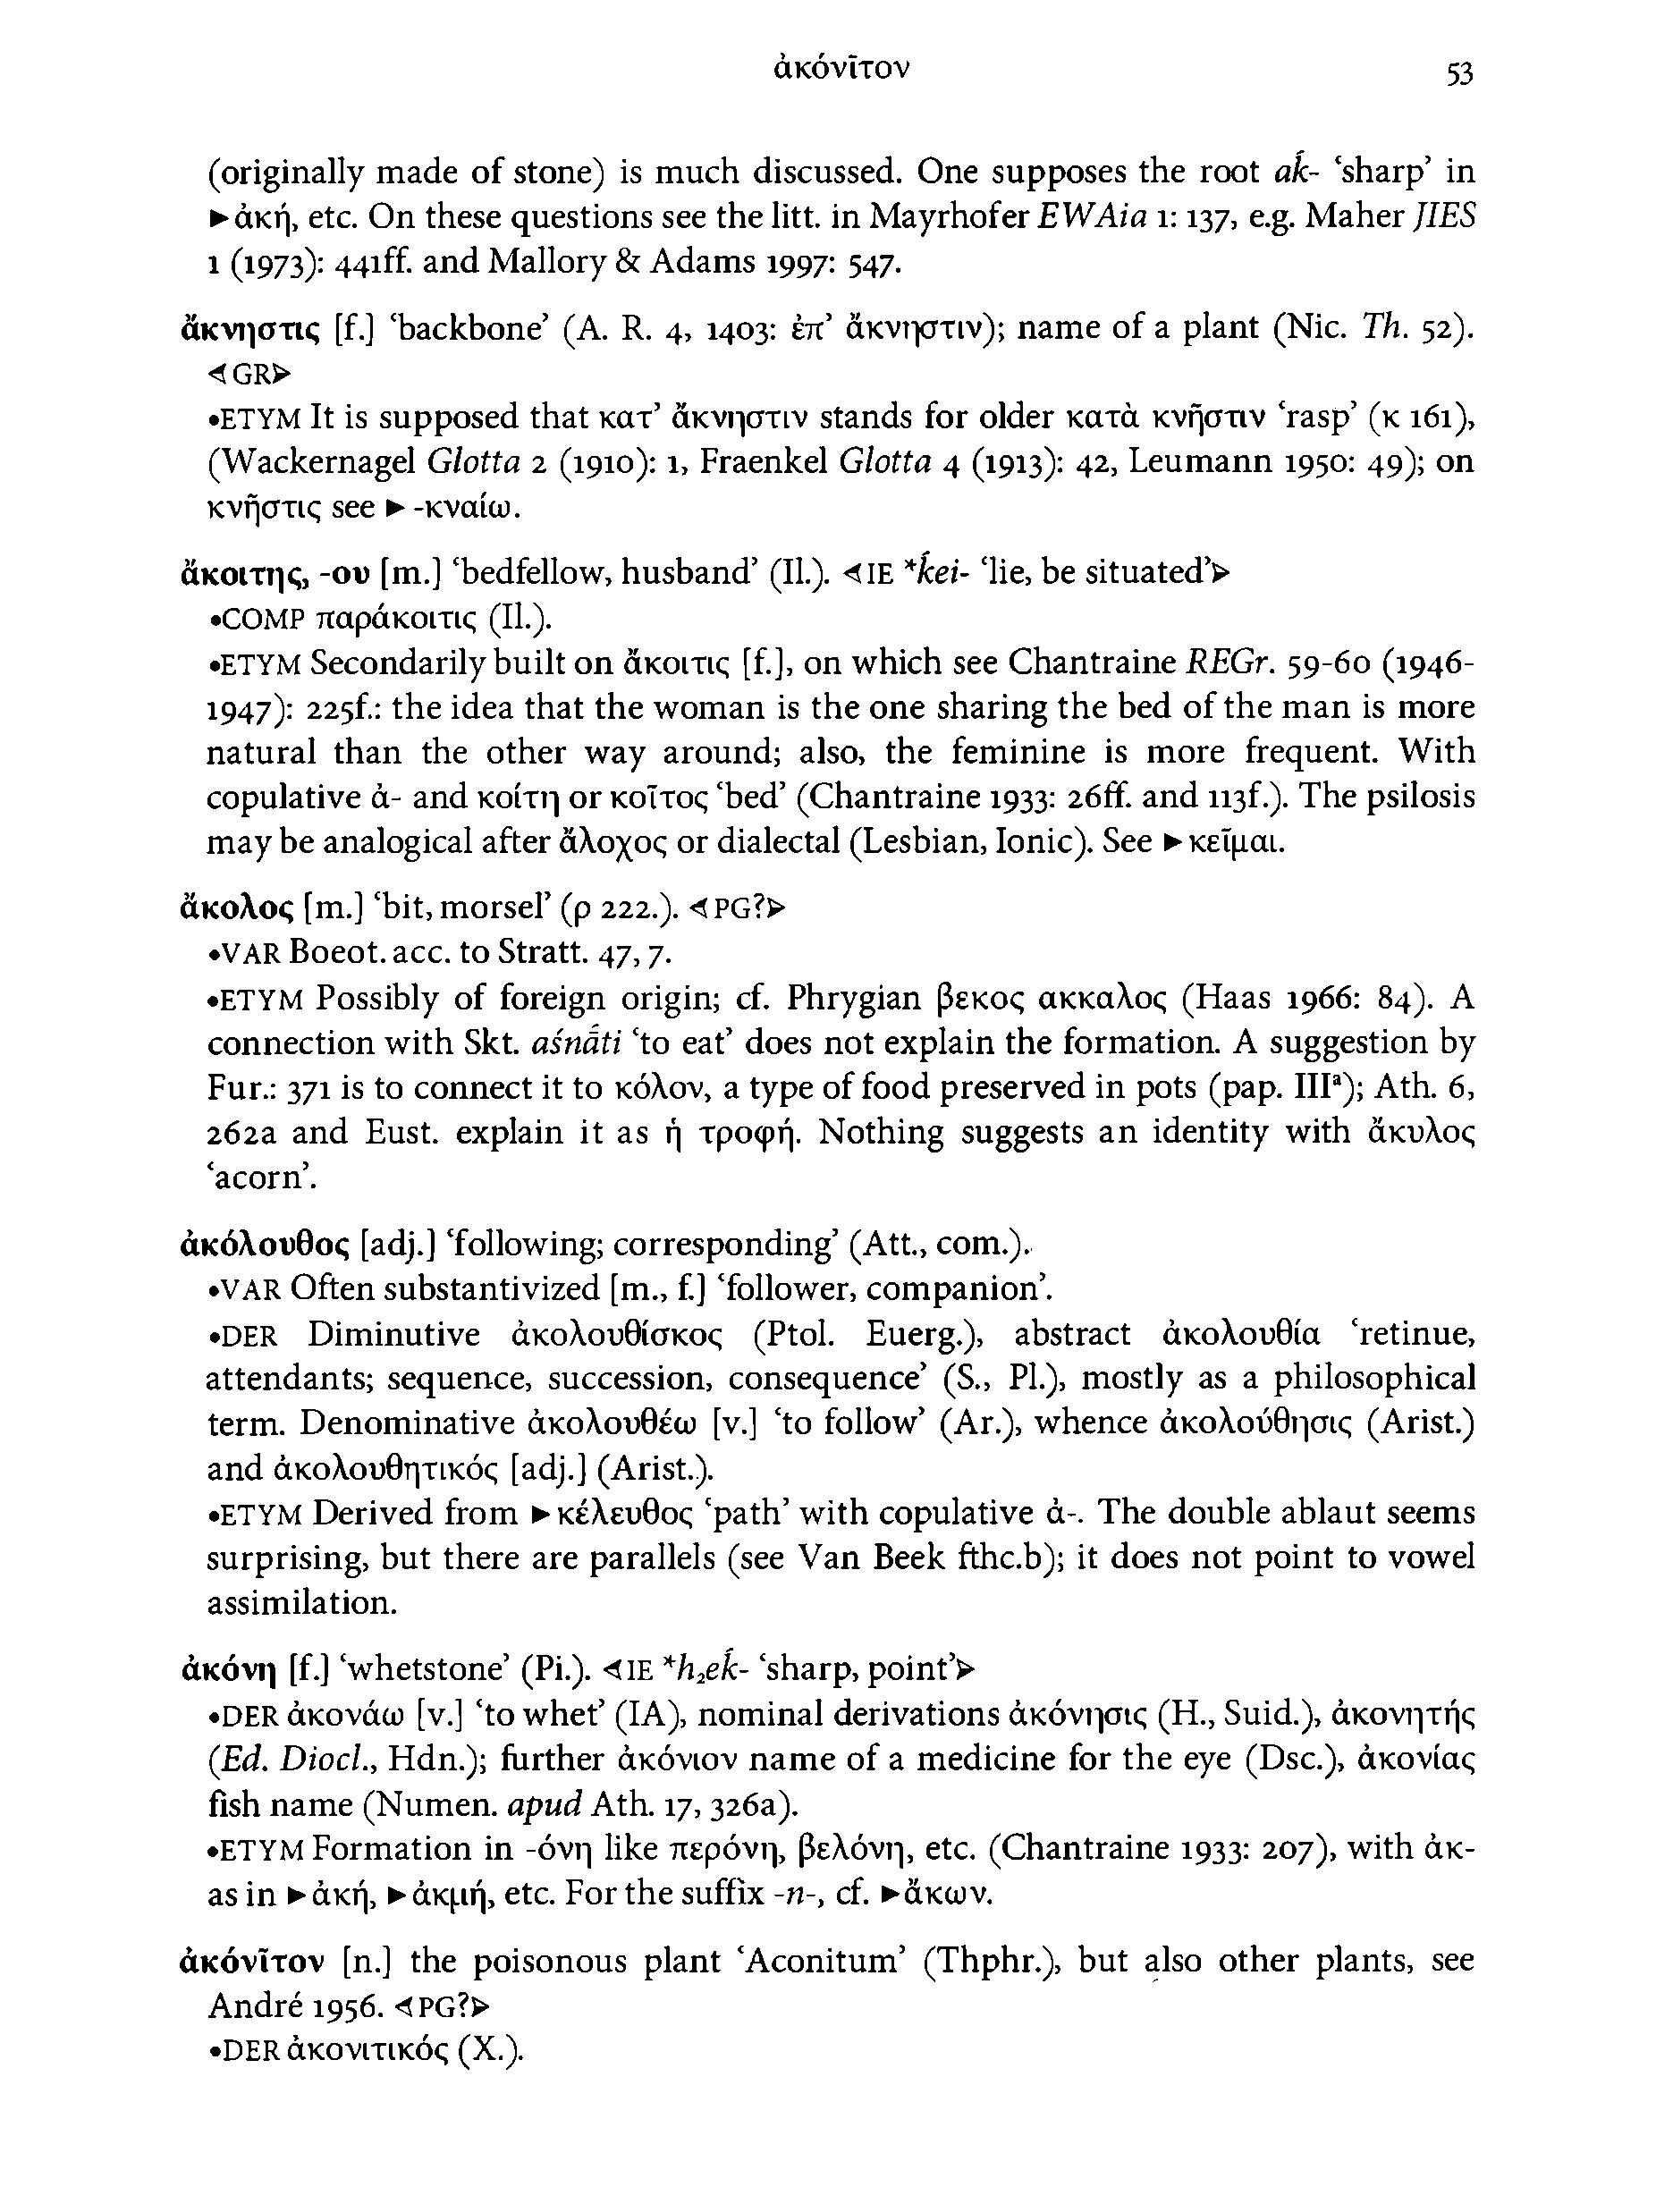 ἀκόνῑτον 53
(originally made of stone) is much discussed. One supposes the root aḱ- ‘sharp’ in
►ἀκή, etc. On these questions see the litt. in Mayrhofer EWAia 1: 137, e.g. Maher JIES
1 (1973): 441ff. and Mallory & Adams 1997: 547.
ἄκνηστις [f.] ‘backbone’ (A. R. 4, 1403: ἐπ’ ἄκνηστιν); name of a plant (Nic. Th. 52).
◄GR►
•ETYM It is supposed that κατ’ ἄκνηστιν stands for older κατὰ κνῆστιν ‘rasp’ (κ 161),
(Wackernagel Glotta 2 (1910): 1, Fraenkel Glotta 4 (1913): 42, Leumann 1950: 49); on
κνῆστις see ► -κναίω.
ἄκοιτης, -ου [m.] ‘bedfellow, husband’ (Il.). ◄IE *ḱei- ‘lie, be situated’►
•COMP παράκοιτις (Il.).
•ETYM Secondarily built on ἄκοιτις [f.], on which see Chantraine REGr. 59-60 (1946-
1947): 225f.: the idea that the woman is the one sharing the bed of the man is more
natural than the other way around; also, the feminine is more frequent. With
copulative ἀ- and κοίτη or κοῖτος ‘bed’ (Chantraine 1933: 26ff. and 113f.). The psilosis
may be analogical after ἄλοχος or dialectal (Lesbian, Ionic). See ►κεῖμαι.
ἄκολος [m.] ‘bit, morsel’ (ρ 222.). ◄PG?►
•VAR Boeot. acc. to Stratt. 47, 7.
•ETYM Possibly of foreign origin; cf. Phrygian βεκος ακκαλος (Haas 1966: 84). A
connection with Skt. aśnā́ti ‘to eat’ does not explain the formation. A suggestion by
Fur.: 371 is to connect it to κόλον, a type of food preserved in pots (pap. IIIᵃ); Ath. 6,
262a and Eust. explain it as ἡ τροφή. Nothing suggests an identity with ἄκυλος
‘acorn’.
ἀκόλουθος [adj.] ‘following; corresponding’ (Att., com.).
•VAR Often substantivized [m., f.] ‘follower, companion’.
•DER Diminutive ἀκολουθίσκος (Ptol. Euerg.), abstract ἀκολουθία ‘retinue,
attendants; sequence, succession, consequence’ (S., Pl.), mostly as a philosophical
term. Denominative ἀκολουθέω [v.] ‘to follow’ (Ar.), whence ἀκολούθησις (Arist.)
and ἀκολουθητικός [adj.] (Arist.).
•ETYM Derived from ►κέλευθος ‘path’ with copulative ἀ-. The double ablaut seems
surprising, but there are parallels (see Van Beek fthc.b); it does not point to vowel
assimilation.
ἀκόνη [f.] ‘whetstone’ (Pi.). ◄IE *h₂eḱ- ‘sharp, point’►
•DER ἀκονάω [v.] ‘to whet’ (IA), nominal derivations ἀκόνησις (H., Suid.), ἀκονητής
(Ed. Diocl., Hdn.); further ἀκόνιον name of a medicine for the eye (Dsc.), ἀκονίας
fish name (Numen. apud Ath. 17, 326a).
•ETYM Formation in -όνη like περόνη, βελόνη, etc. (Chantraine 1933: 207), with ἀκ-
as in ►ἀκή, ►ἀκμή, etc. For the suffix -n-, cf. ►ἄκων.
ἀκόνῑτον [n.] the poisonous plant ‘Aconitum’ (Thphr.), but also other plants, see
André 1956. ◄PG?►
•DER ἀκονιτικός (X.).